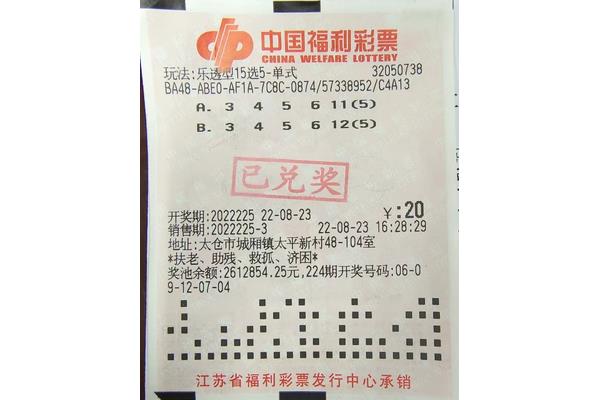 中国福利彩票
CHINA WELFARE LOTTERY
玩法:乐透型15选5-单式 32050738
BA48-ABE0-AF1A-7C8C-0874/57338952/C4A13
A. 3 4 5 6 11(5)
B. 3 4 5 6 12(5)
已兑奖
开奖期:2022225 22-08-23 ￥:20
销售期:2022225-3 22-08-23 16:28:29
地址:太仓市城厢镇太平新村48-104室
*扶老、助残、救孤、济困*
奖池余额:2612854.25元,224期开奖号码:06-0
9-12-07-04
江苏省福利彩票发行中心承销